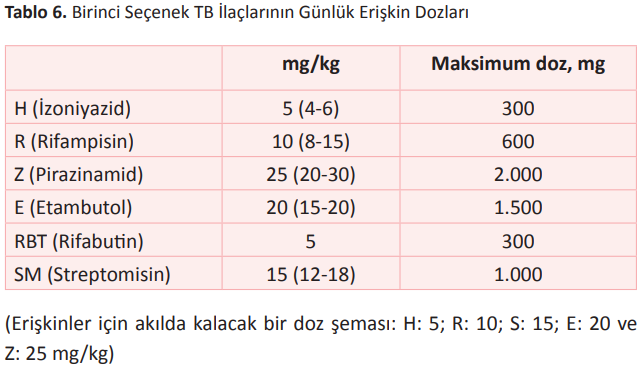 Tablo 6. Birinci Seçenek TB İlaçlarının Günlük Erişkin Dozları
mg/kg Maksimum doz, mg
H (İzoniyazid) 5 (4-6) 300
R (Rifampisin) 10 (8-15) 600
Z (Pirazinamid) 25 (20-30) 2.000
E (Etambutol) 20 (15-20) 1.500
RBT (Rifabutin) 5 300
SM (Streptomisin) 15 (12-18) 1.000
(Erişkinler için akılda kalacak bir doz şeması: H: 5; R: 10; S: 15; E: 20 ve
Z: 25 mg/kg)